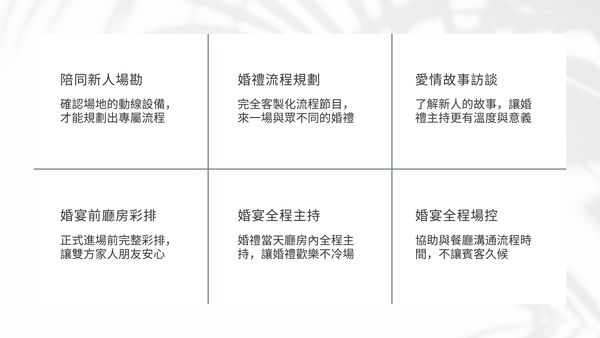 陪同新人場勘
確認場地的動線設備，
才能規劃出專屬流程
婚禮流程規劃
完全客製化流程節目，
來一場與眾不同的婚禮
愛情故事訪談
了解新人的故事，讓婚
禮主持更有溫度與意義
婚宴前廳房彩排
正式進場前完整彩排，
讓雙方家人朋友安心
婚宴全程主持
婚禮當天廳房內全程主
持，讓婚禮歡樂不冷場
婚宴全程場控
協助與餐廳溝通流程時
間，不讓賓客久候